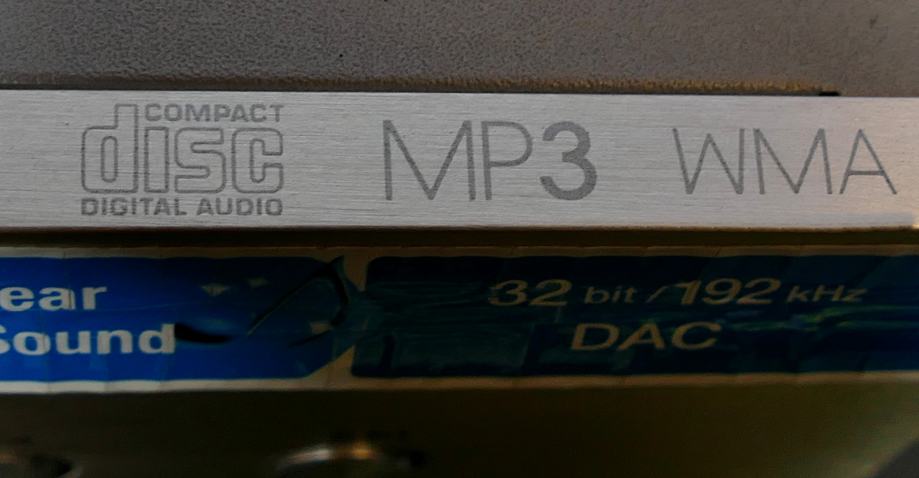 COMPACT
disc
DIGITAL AUDIO
MP3
WMA
ear
Sound
32 bit / 192 kHz
DAC